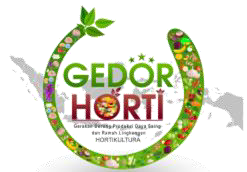 GEDOR
HORTI
Gerakan Dorong Produksi Daya Saing
dan Ramah Lingkungan
HORTIKULTURA